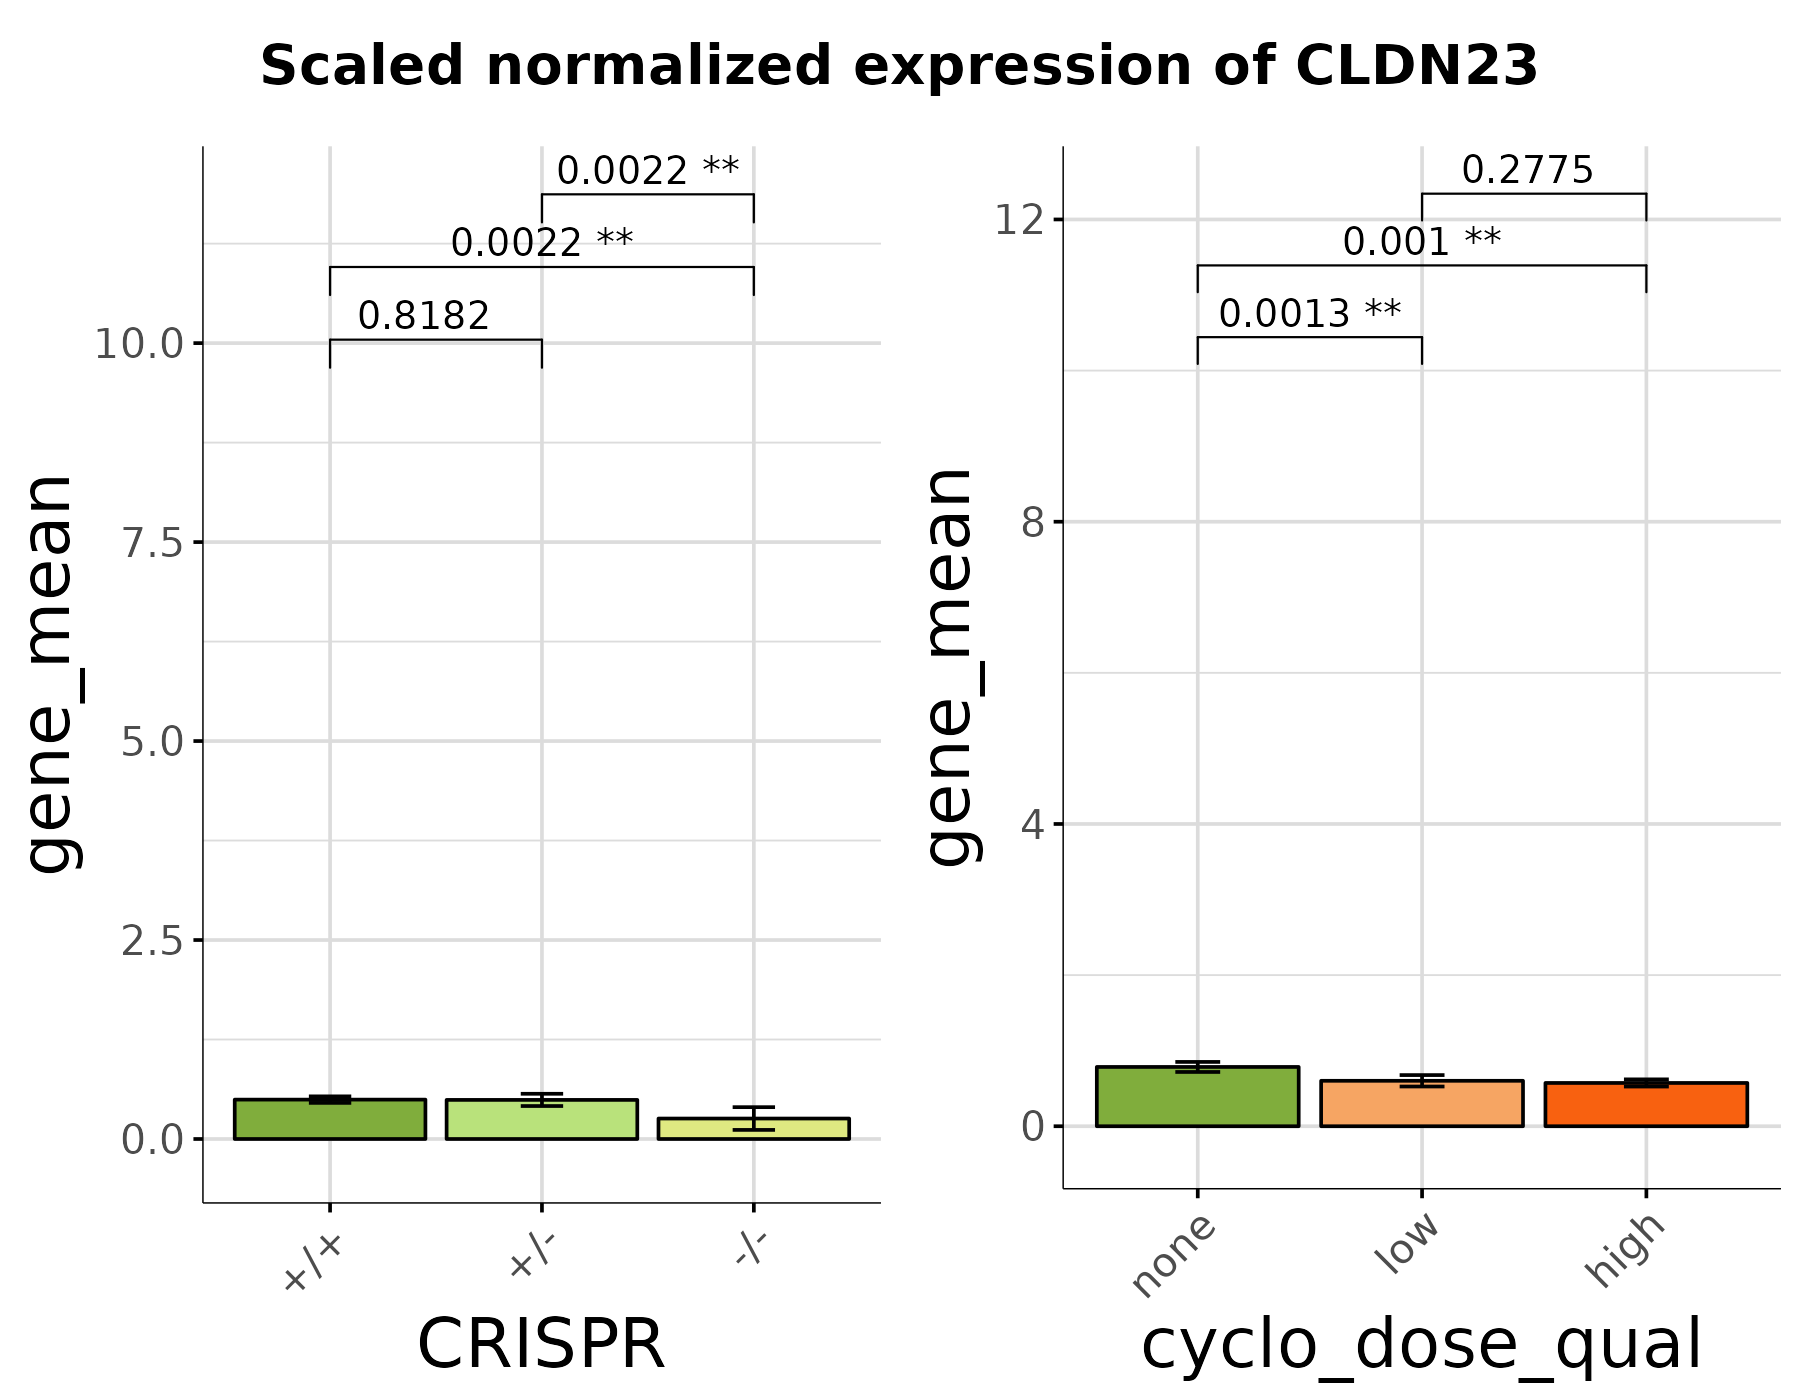 Scaled normalized expression of CLDN23
gene_mean
10.0
7.5
5.0
2.5
0.0
0.0022 **
0.0022 **
0.8182
+/+
+/-
-/-
CRISPR
gene_mean
12
8
4
0
0.2775
0.001 **
0.0013 **
none
low
high
cyclo_dose_qual